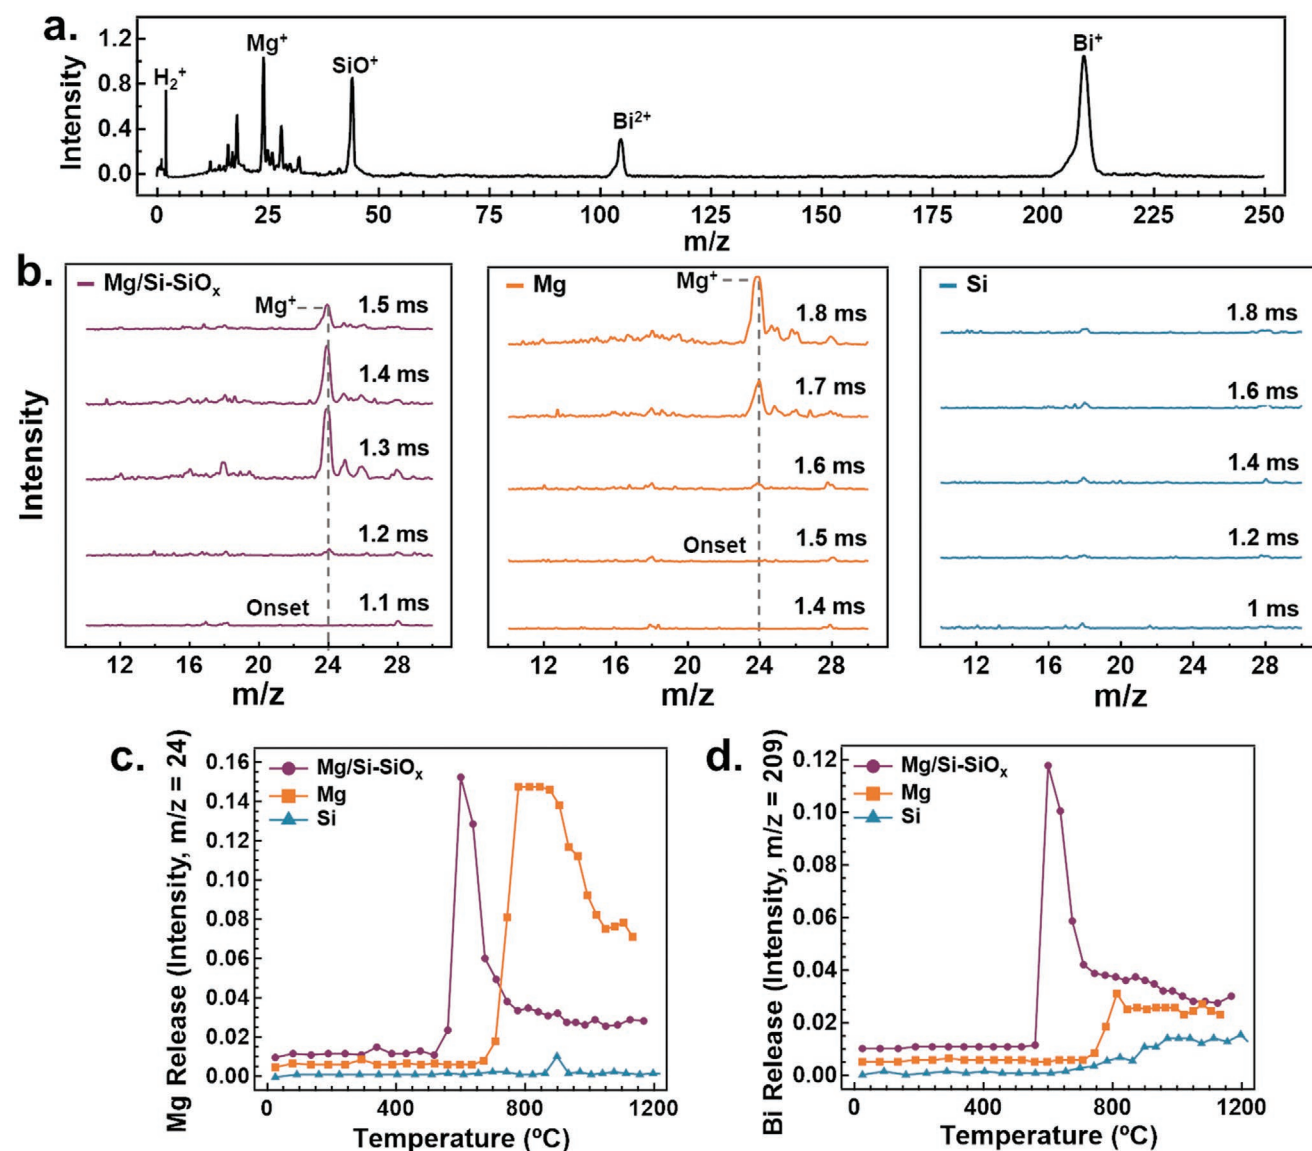 a.
Intensity
1.2
0.8
0.4
0.0
H₂⁺
Mg⁺
SiO⁺
Bi²⁺
Bi⁺
0 25 50 75 100 125 150 175 200 225 250
m/z
b.
Intensity
Mg/Si-SiOₓ
Mg⁺
1.5 ms
1.4 ms
1.3 ms
1.2 ms
Onset 1.1 ms
12 16 20 24 28
m/z
Mg
Mg⁺
1.8 ms
1.7 ms
1.6 ms
Onset 1.5 ms
1.4 ms
12 16 20 24 28
m/z
Si
1.8 ms
1.6 ms
1.4 ms
1.2 ms
1 ms
12 16 20 24 28
m/z
c.
Mg Release (Intensity, m/z = 24)
0.16
0.14
0.12
0.10
0.08
0.06
0.04
0.02
0.00
Mg/Si-SiOₓ
Mg
Si
0 400 800 1200
Temperature (ºC)
d.
Bi Release (Intensity, m/z = 209)
0.12
0.10
0.08
0.06
0.04
0.02
0.00
Mg/Si-SiOₓ
Mg
Si
0 400 800 1200
Temperature (ºC)